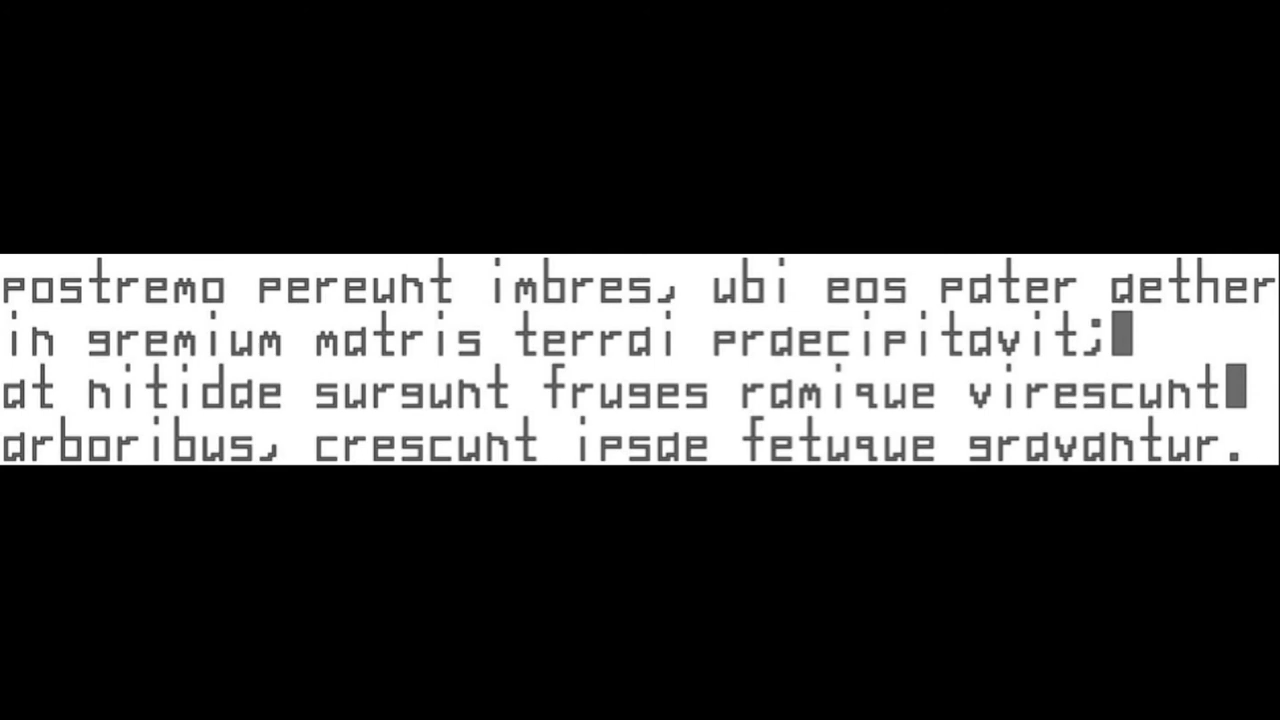 postremo pereunt imbres, ubi eos pater aether
in gremium matris terrai praecipitavit;
at nitidae surgunt fruges ramique virescunt
arboribus, crescunt ipsae fetuque gravantur.